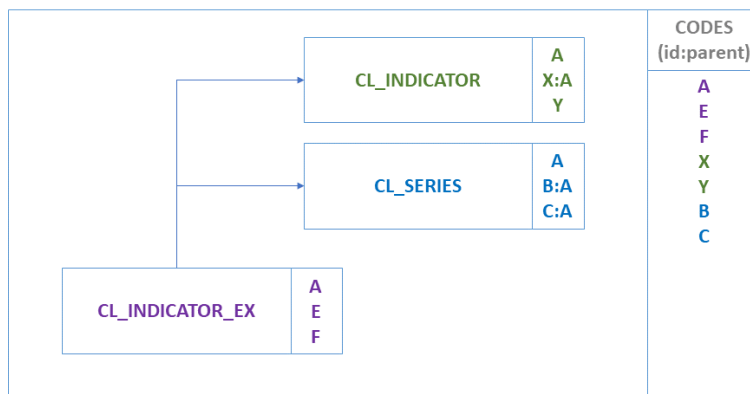 CL_INDICATOR
A
X:A
Y
CL_SERIES
A
B:A
C:A
CL_INDICATOR_EX
A
E
F
CODES
(id:parent)
A
E
F
X
Y
B
C